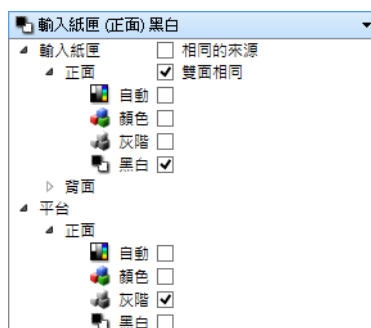 輸入紙匣 (正面) 黑白
輸入紙匣 相同的來源
正面 雙面相同
自動
顏色
灰階
黑白
背面
平台
正面
自動
顏色
灰階
黑白